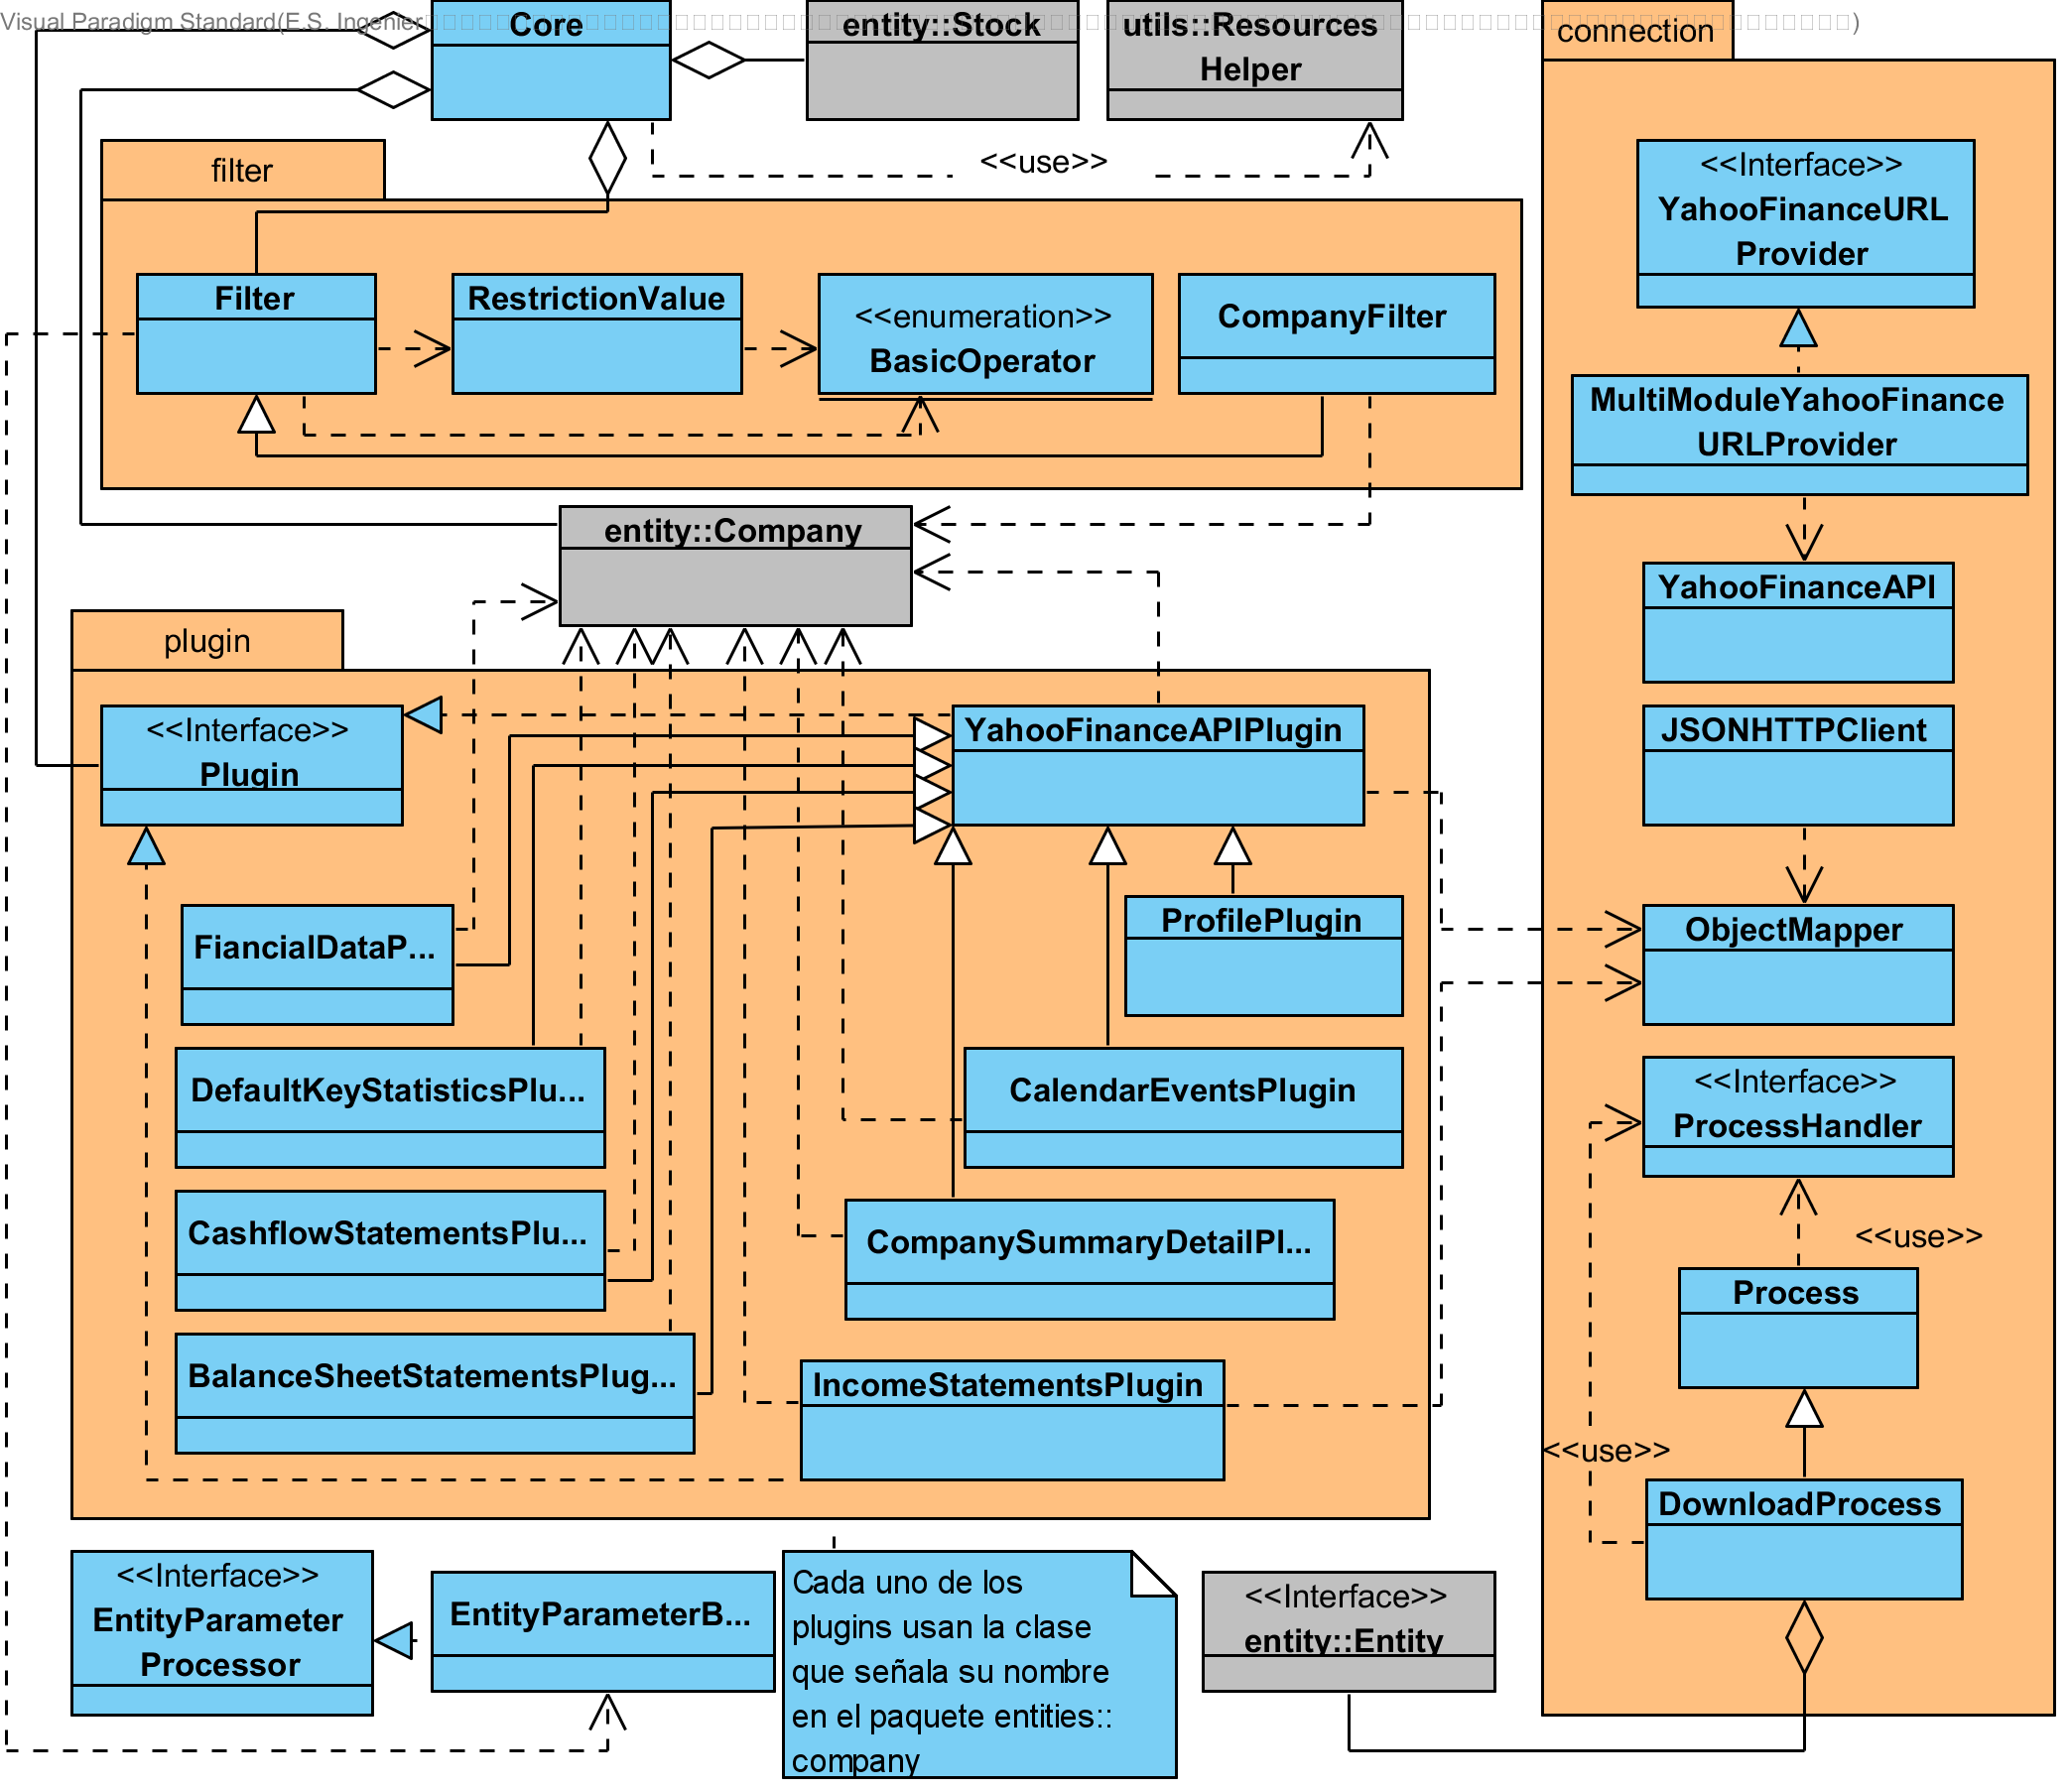 Visual Paradigm Standard(E.S. Ingenier
Core
entity::Stock
utils::Resources
Helper
connection
<<use>>
filter
<<Interface>>
YahooFinanceURL
Provider
Filter
RestrictionValue
<<enumeration>>
BasicOperator
CompanyFilter
MultiModuleYahooFinance
URLProvider
entity::Company
YahooFinanceAPI
plugin
<<Interface>>
Plugin
YahooFinanceAPIPlugin
JSONHTTPClient
FiancialDataP...
ProfilePlugin
ObjectMapper
DefaultKeyStatisticsPlu...
CalendarEventsPlugin
<<Interface>>
ProcessHandler
CashflowStatementsPlu...
CompanySummaryDetailPl...
<<use>>
Process
BalanceSheetStatementsPlug...
IncomeStatementsPlugin
<<use>>
DownloadProcess
<<Interface>>
EntityParameter
Processor
EntityParameterB...
Cada uno de los
plugins usan la clase
que señala su nombre
en el paquete entities::
company
<<Interface>>
entity::Entity